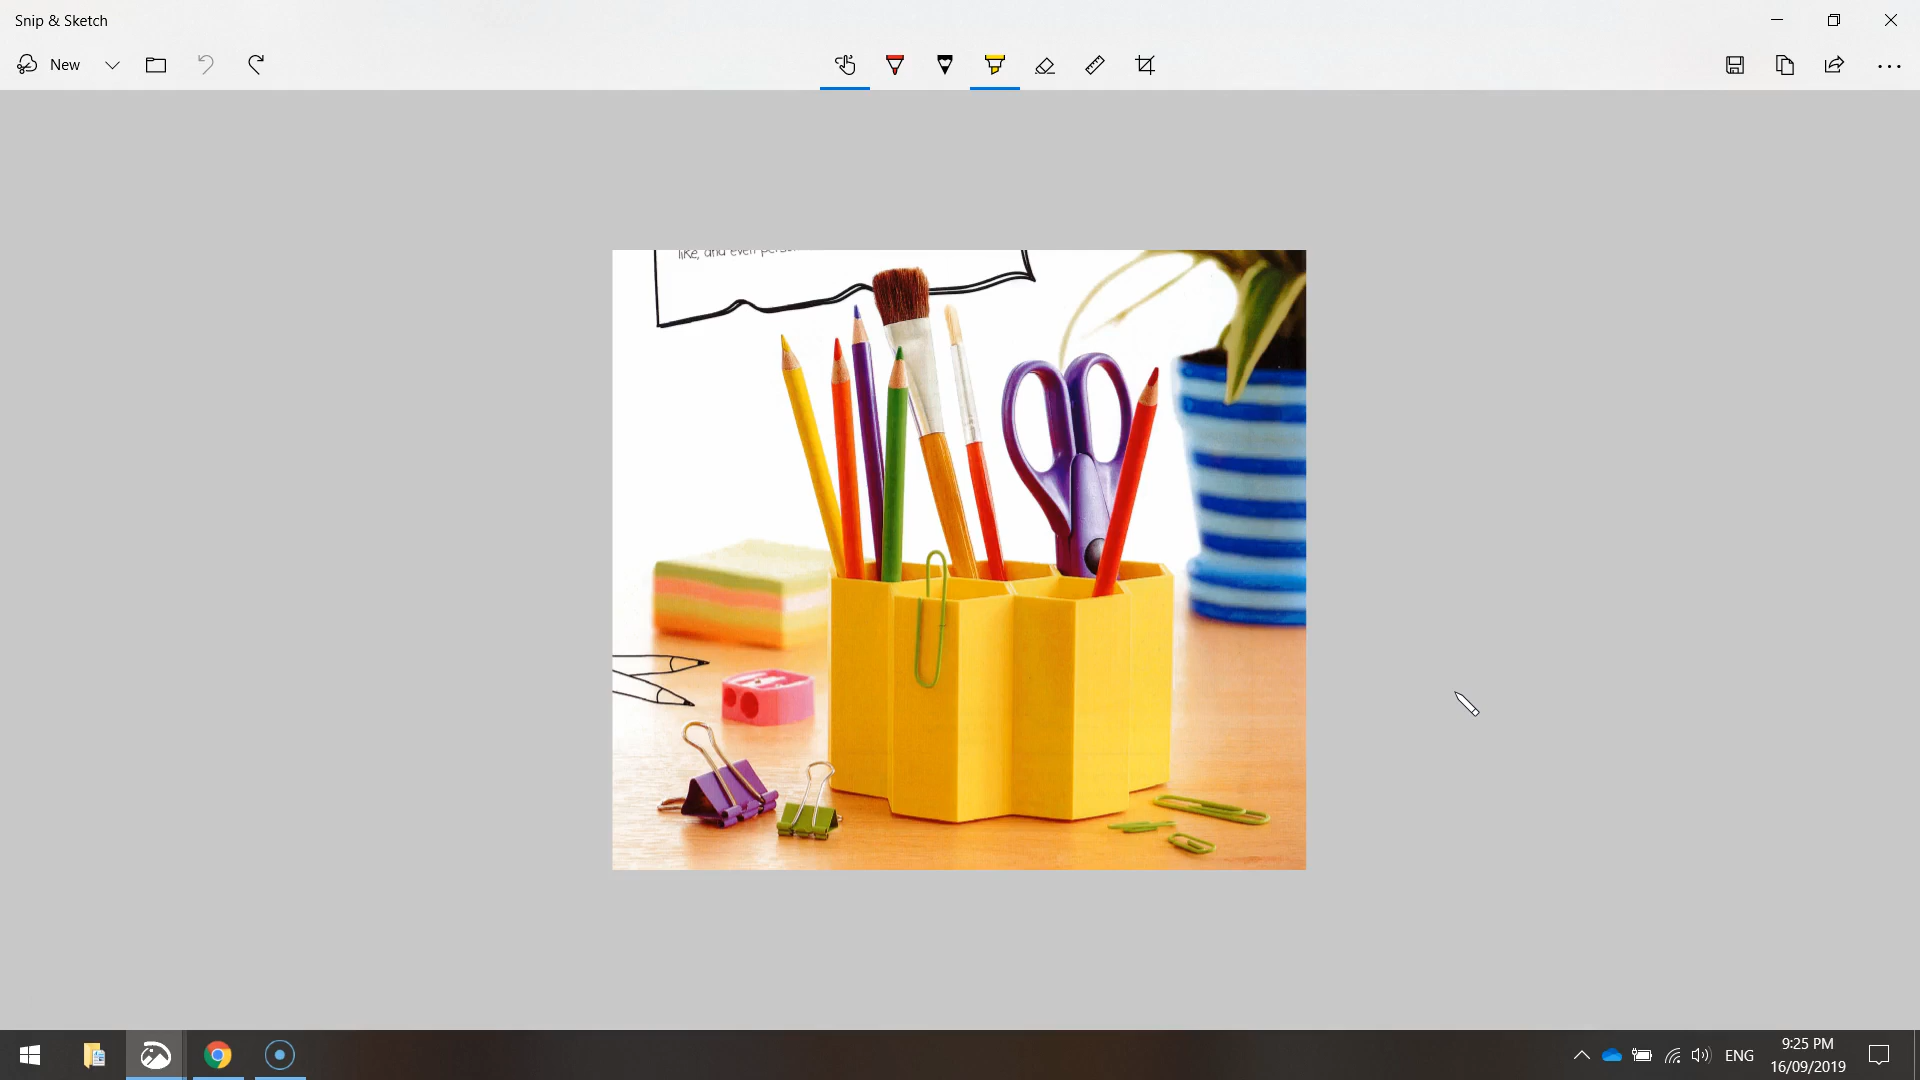 Snip & Sketch
New
like, and even
ENG
9:25 PM
16/09/2019